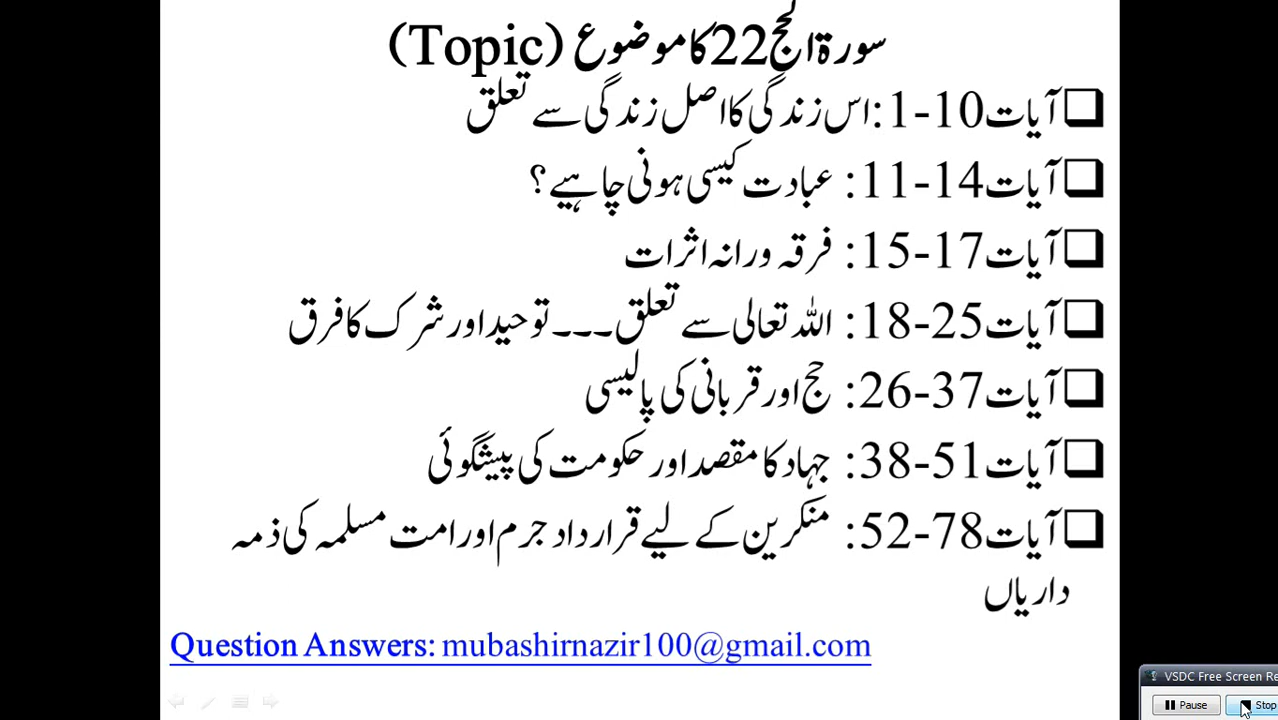 سورۃ الحج 22 کا موضوع (Topic)
آیات 1-10: اس زندگی کا اصل زندگی سے تعلق
آیات 11-14: عبادت کیسی ہونی چاہیے؟
آیات 15-17: فرقہ ورانہ اثرات
آیات 18-25: اللہ تعالی سے تعلق۔۔۔ توحید اور شرک کا فرق
آیات 26-37: حج اور قربانی کی پالیسی
آیات 38-51: جہاد کا مقصد اور حکومت کی پیشگوئی
آیات 52-78: منکرین کے لیے قرارداد جرم اور امت مسلمہ کی ذمہ
داریاں
Question Answers: mubashirnazir100@gmail.com
VSDC Free Screen Re
Pause Stop